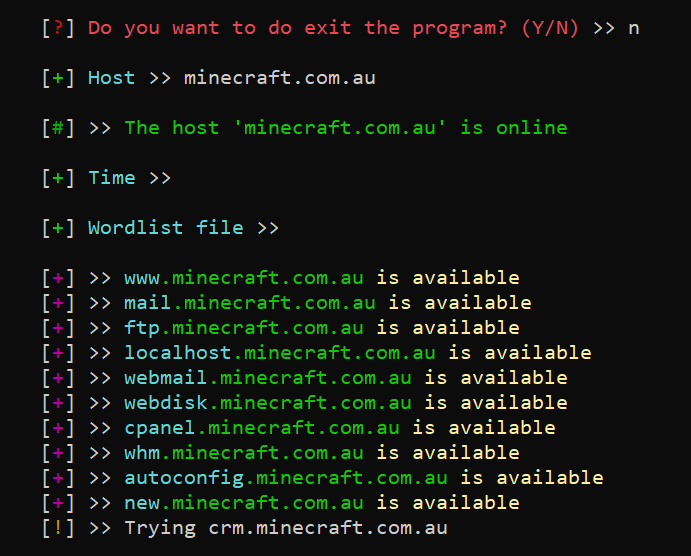 [?] Do you want to do exit the program? (Y/N) >> n
[+] Host >> minecraft.com.au
[#] >> The host 'minecraft.com.au' is online
[+] Time >>
[+] Wordlist file >>
[+] >> www.minecraft.com.au is available
[+] >> mail.minecraft.com.au is available
[+] >> ftp.minecraft.com.au is available
[+] >> localhost.minecraft.com.au is available
[+] >> webmail.minecraft.com.au is available
[+] >> webdisk.minecraft.com.au is available
[+] >> cpanel.minecraft.com.au is available
[+] >> whm.minecraft.com.au is available
[+] >> autoconfig.minecraft.com.au is available
[+] >> new.minecraft.com.au is available
[!] >> Trying crm.minecraft.com.au